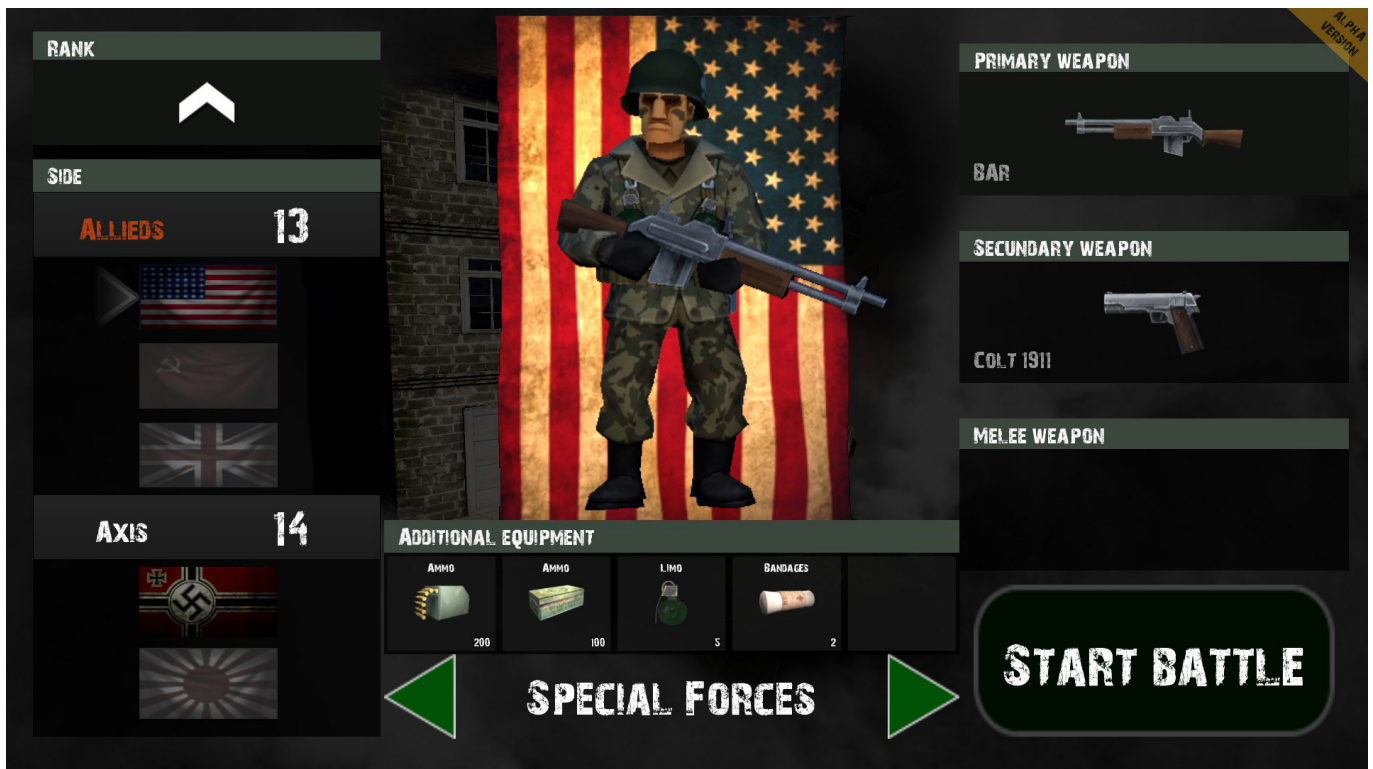 Rank
Side
Allieds 13
Axis 14
Additional equipment
Ammo
200
Ammo
100
Limo
5
Bandages
2
Special Forces
Alpha
Version
Primary weapon
BAR
Secundary weapon
Colt 1911
Melee weapon
Start battle